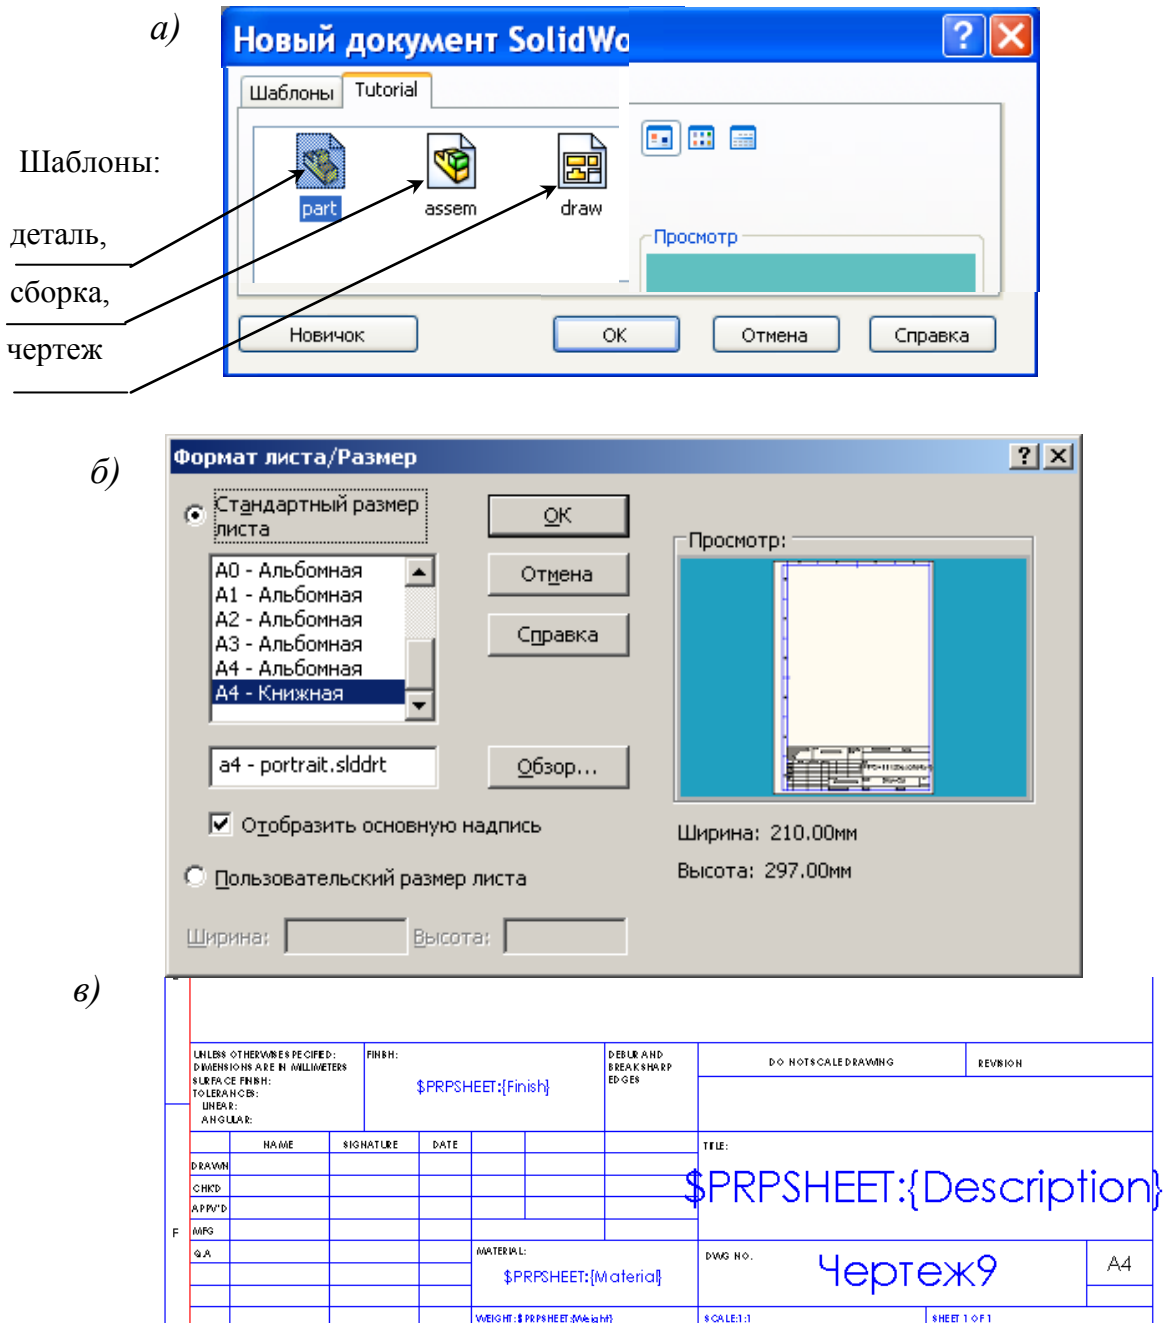 а)
Новый документ SolidWo
Шаблоны Tutorial
Шаблоны:
part assem draw
деталь,
Просмотр
сборка,
чертеж
Новичок ОК Отмена Справка
б)
Формат листа/Размер
Стандартный размер
листа
ОК
Просмотр:
A0 - Альбомная
A1 - Альбомная
A2 - Альбомная
A3 - Альбомная
A4 - Альбомная
A4 - Книжная
Отмена
Справка
a4 - portrait.slddrt
Обзор...
Отобразить основную надпись
Ширина: 210.00мм
Высота: 297.00мм
Пользовательский размер листа
Ширина: Высота:
в)
UNLESS OTHERWISE SPECIFIED:
DIMENSIONS ARE IN MILLIMETERS
SURFACE FINISH:
TOLERANCES:
LINEAR:
ANGULAR:
FINISH:
$PRPSHEET:{Finish}
DEBUR AND
BREAK SHARP
EDGES
DO NOT SCALE DRAWING
REVISION
NAME SIGNATURE DATE
TITLE:
DRAWN
$PRPSHEET:{Description}
CHK'D
APPV'D
F
MFG
Q.A
MATERIAL:
$PRPSHEET:{Material}
DWG NO.
Чертеж9
A4
WEIGHT: $PRPSHEET:{Weight}
SCALE:1:1
SHEET 1 OF 1